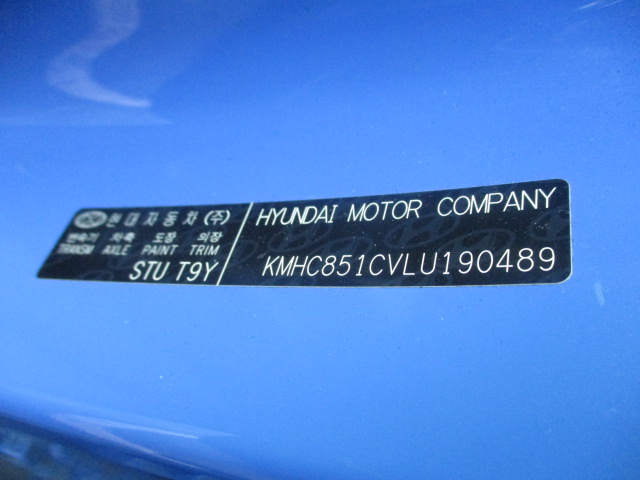 현대자동차(주)
변속기 차축 도장 의장
TRANSM AXLE PAINT TRIM
STU T9Y
HYUNDAI MOTOR COMPANY
KMHC851CVLU190489